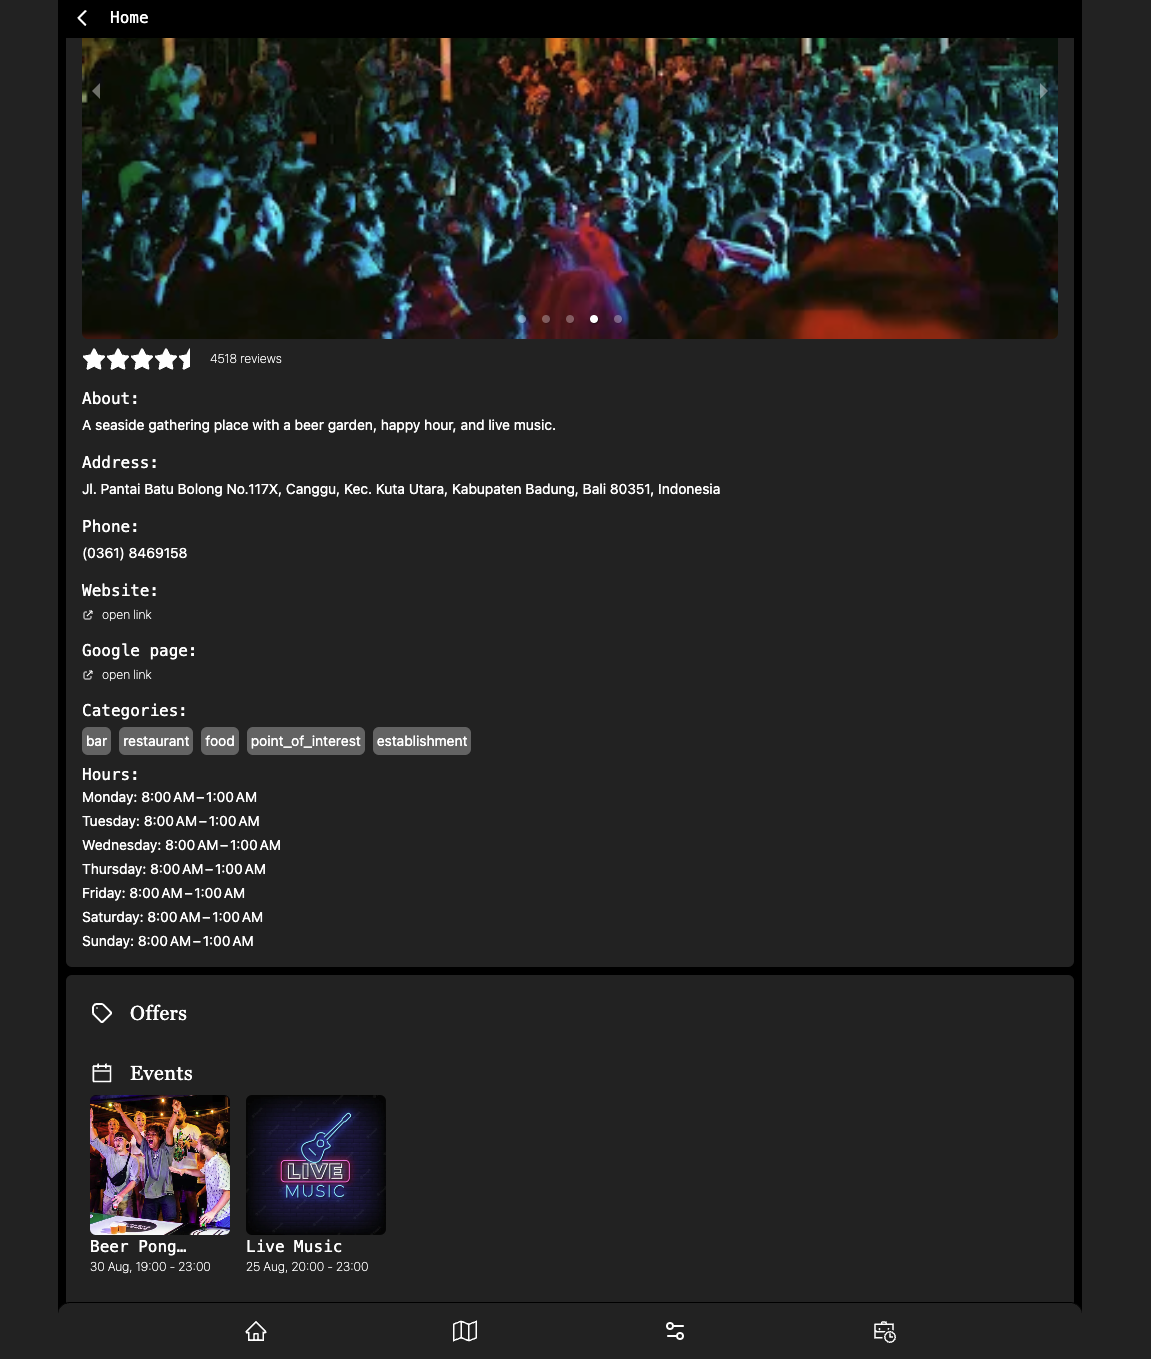 Home
4518 reviews
About:
A seaside gathering place with a beer garden, happy hour, and live music.
Address:
Jl. Pantai Batu Bolong No.117X, Canggu, Kec. Kuta Utara, Kabupaten Badung, Bali 80351, Indonesia
Phone:
(0361) 8469158
Website:
open link
Google page:
open link
Categories:
bar restaurant food point_of_interest establishment
Hours:
Monday: 8:00 AM – 1:00 AM
Tuesday: 8:00 AM – 1:00 AM
Wednesday: 8:00 AM – 1:00 AM
Thursday: 8:00 AM – 1:00 AM
Friday: 8:00 AM – 1:00 AM
Saturday: 8:00 AM – 1:00 AM
Sunday: 8:00 AM – 1:00 AM
Offers
Events
LIVE
MUSIC
Beer Pong… Live Music
30 Aug, 19:00 - 23:00 25 Aug, 20:00 - 23:00